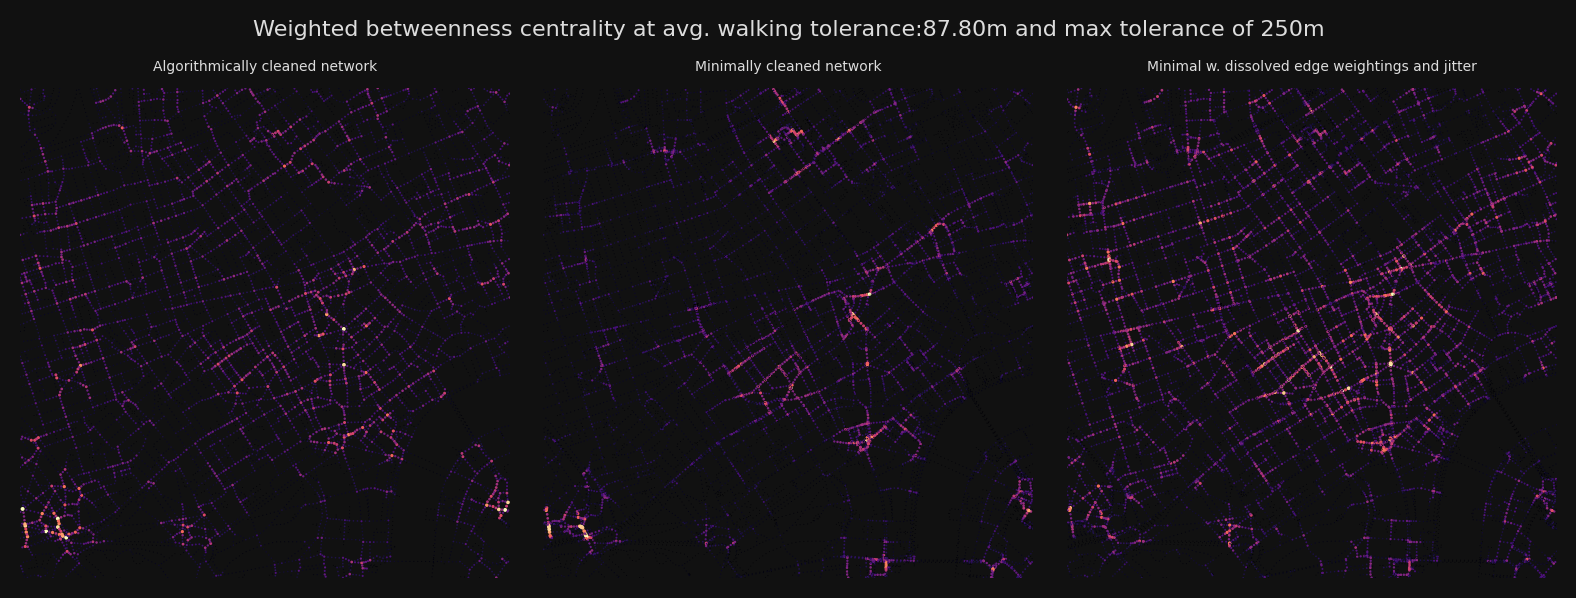 Weighted betweenness centrality at avg. walking tolerance:87.80m and max tolerance of 250m
Algorithmically cleaned network
Minimally cleaned network
Minimal w. dissolved edge weightings and jitter